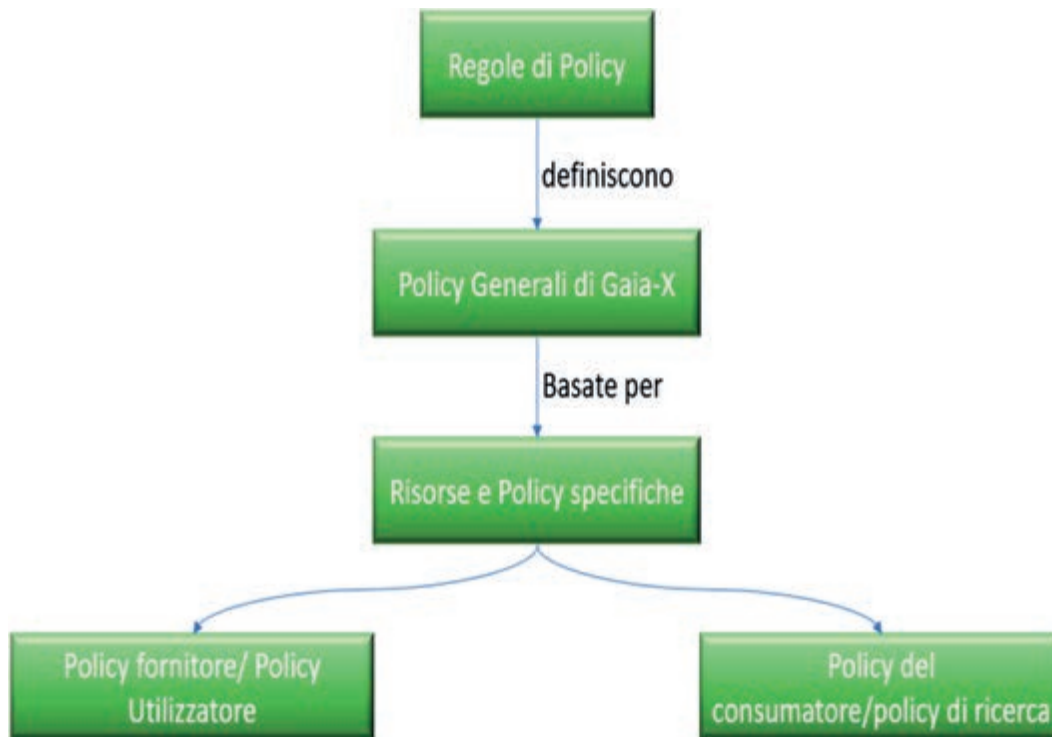 Regole di Policy
definiscono
Policy Generali di Gaia-X
Basate per
Risorse e Policy specifiche
Policy fornitore/ Policy
Utilizzatore
Policy del
consumatore/policy di ricerca